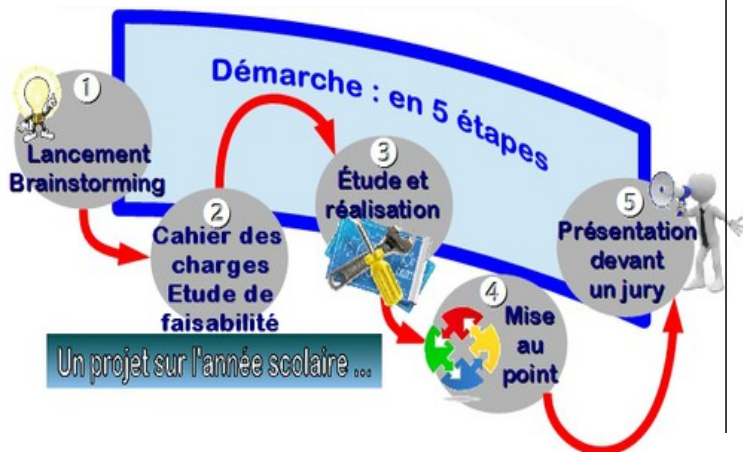 Démarche : en 5 étapes
1
Lancement
Brainstorming
2
Cahier des
charges
Etude de
faisabilité
3
Étude et
réalisation
4
Mise
au
point
5
Présentation
devant
un jury
Un projet sur l'année scolaire ...